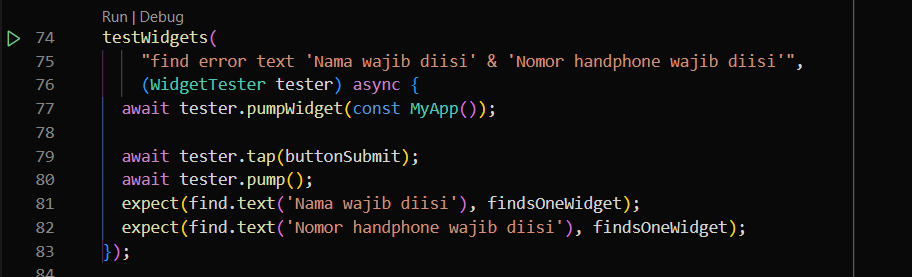 Run | Debug
74 testWidgets(
75 "find error text 'Nama wajib diisi' & 'Nomor handphone wajib diisi'",
76 (WidgetTester tester) async {
77 await tester.pumpWidget(const MyApp());
78
79 await tester.tap(buttonSubmit);
80 await tester.pump();
81 expect(find.text('Nama wajib diisi'), findsOneWidget);
82 expect(find.text('Nomor handphone wajib diisi'), findsOneWidget);
83 });
84